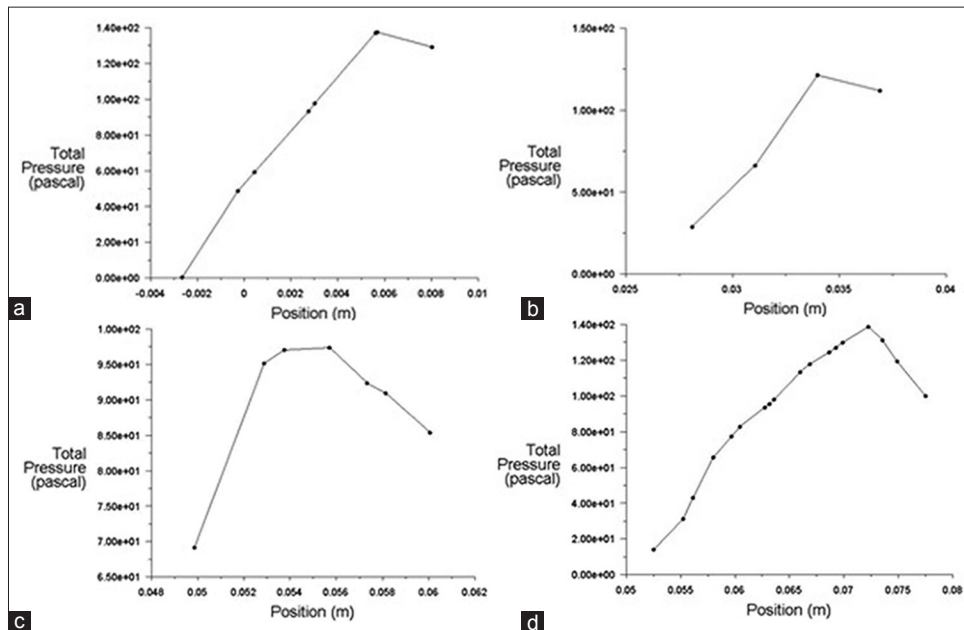 1.40e+02
1.20e+02
1.00e+02
8.00e+01
6.00e+01
4.00e+01
2.00e+01
0.00e+00
Total
Pressure
(pascal)
-0.004 -0.002 0 0.002 0.004 0.006 0.008 0.01
Position (m)
a
1.50e+02
1.00e+02
5.00e+01
0.00e+00
Total
Pressure
(pascal)
0.025 0.03 0.035 0.04
Position (m)
b
1.00e+02
9.50e+01
9.00e+01
8.50e+01
8.00e+01
7.50e+01
7.00e+01
6.50e+01
Total
Pressure
(pascal)
0.048 0.05 0.052 0.054 0.056 0.058 0.06 0.062
Position (m)
c
1.40e+02
1.20e+02
1.00e+02
8.00e+01
6.00e+01
4.00e+01
2.00e+01
0.00e+00
Total
Pressure
(pascal)
0.05 0.055 0.06 0.065 0.07 0.075 0.08
Position (m)
d